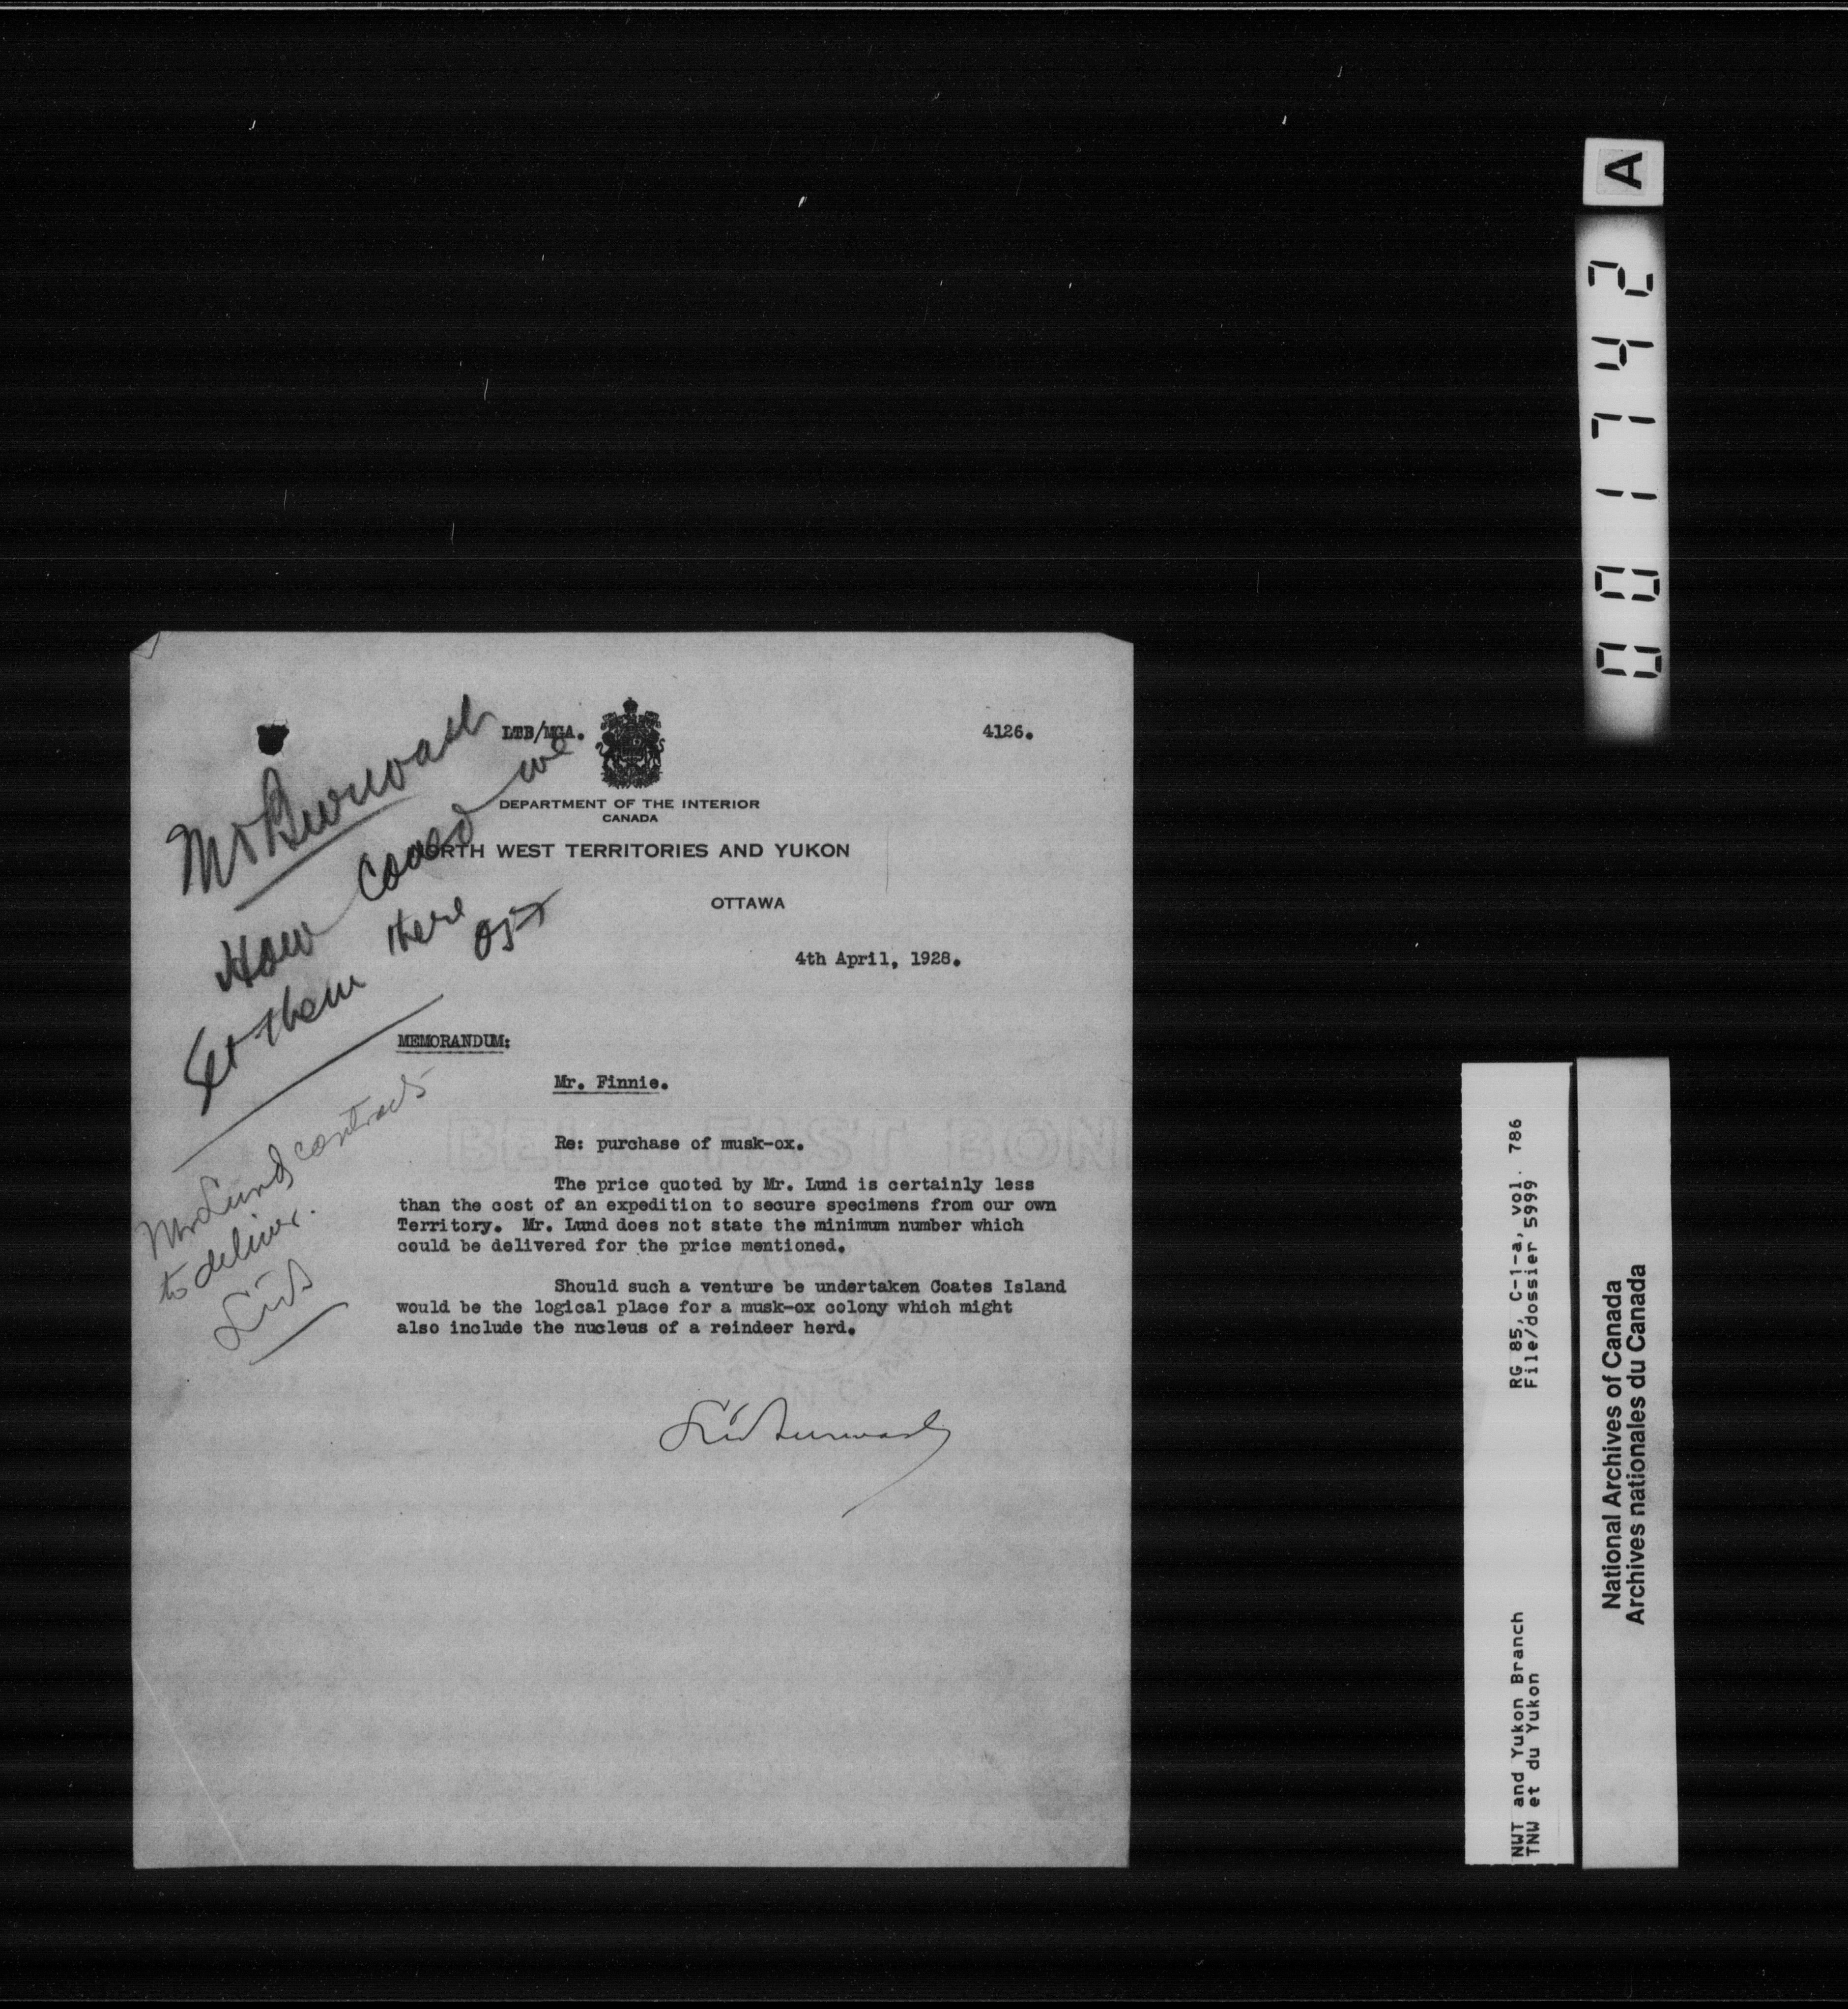 LTB/MGA.
4126.
DEPARTMENT OF THE INTERIOR
CANADA
NORTH WEST TERRITORIES AND YUKON
OTTAWA
4th April, 1928.
Mr Burwash
How could we
get them there
MEMORANDUM:
Mr. Finnie.
Mr Lund contracts
to deliver.
Re: purchase of musk-ox.
The price quoted by Mr. Lund is certainly less
than the cost of an expedition to secure specimens from our own
Territory. Mr. Lund does not state the minimum number which
could be delivered for the price mentioned.
Should such a venture be undertaken Coates Island
would be the logical place for a musk-ox colony which might
also include the nucleus of a reindeer herd.
A
001742
RG 85, C-1-a, vol. 786
File/dossier 5999
NWT and Yukon Branch
TNW et du Yukon
National Archives of Canada
Archives nationales du Canada